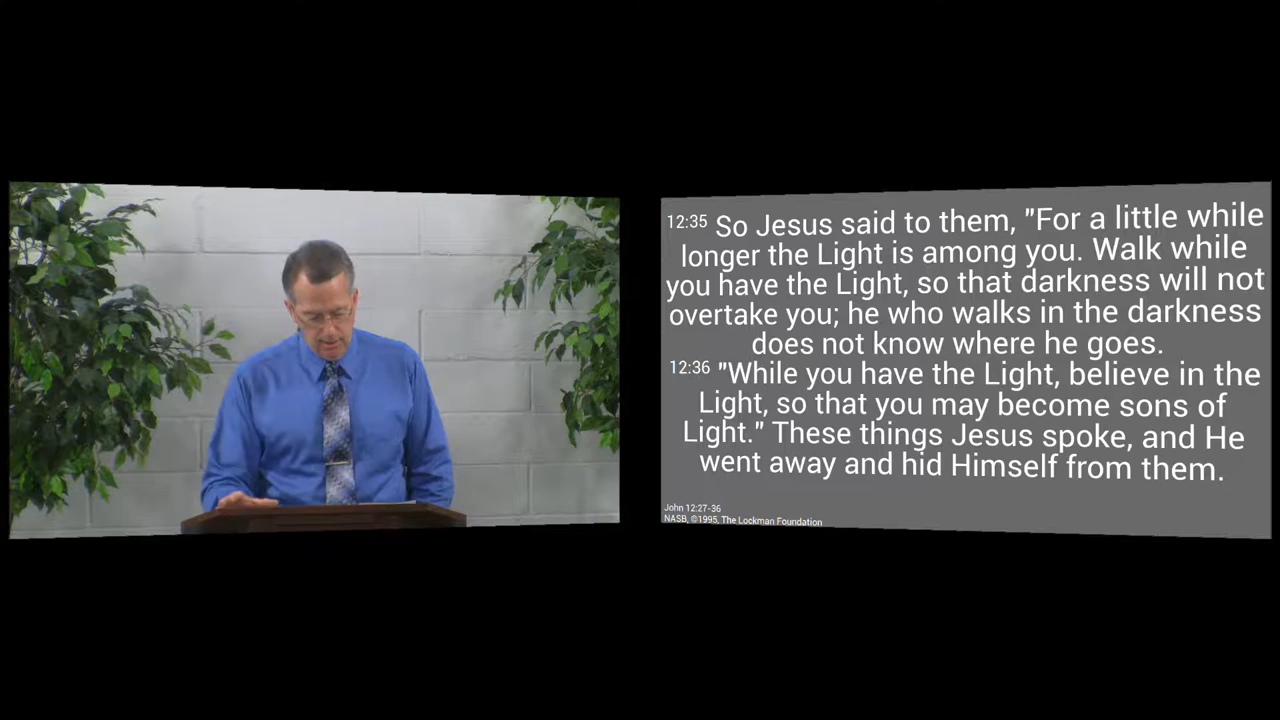 12:35 So Jesus said to them, "For a little while
longer the Light is among you. Walk while
you have the Light, so that darkness will not
overtake you; he who walks in the darkness
does not know where he goes.
12:36 "While you have the Light, believe in the
Light, so that you may become sons of
Light." These things Jesus spoke, and He
went away and hid Himself from them.
John 12:27-36
NASB, ©1995, The Lockman Foundation